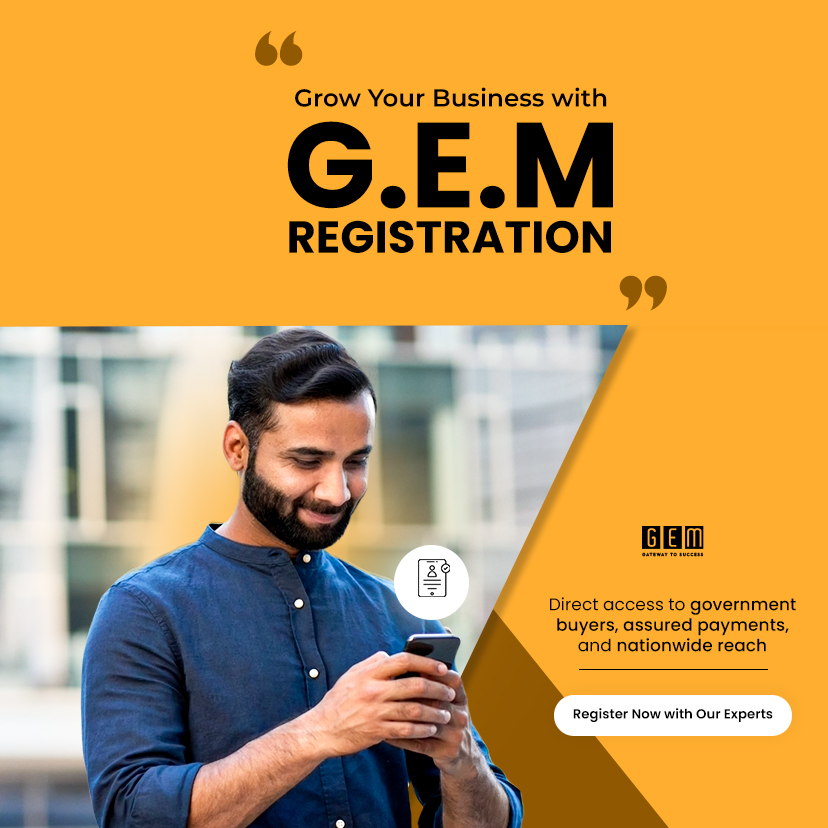 “
Grow Your Business with
G.E.M
REGISTRATION
”
GEM
GATEWAY TO SUCCESS
Direct access to government
buyers, assured payments,
and nationwide reach
Register Now with Our Experts